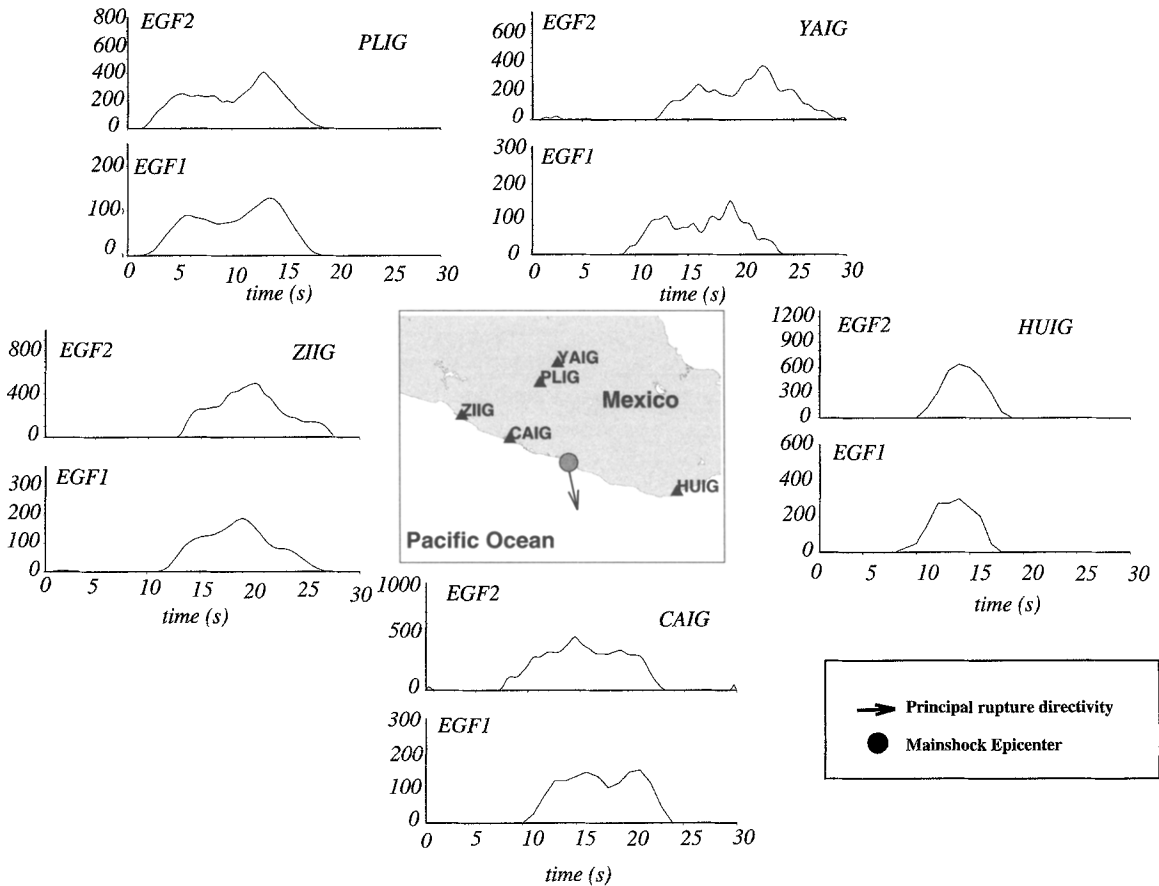 800
EGF2
PLIG
600
400
200
0
200
EGF1
100
0
0 5 10 15 20 25 30
time (s)
EGF2
YAIG
600
400
200
0
300
EGF1
200
100
0
0 5 10 15 20 25 30
time (s)
800
EGF2
ZIIG
400
0
300
EGF1
200
100
0
0 5 10 15 20 25 30
time (s)
YAIG
PLIG
Mexico
ZIIG
CAIG
HUIG
Pacific Ocean
1200
EGF2
HUIG
900
600
300
0
600
EGF1
400
200
0
0 5 10 15 20 25 30
time (s)
1000
EGF2
CAIG
500
0
300
EGF1
200
100
0
0 5 10 15 20 25 30
time (s)
Principal rupture directivity
Mainshock Epicenter